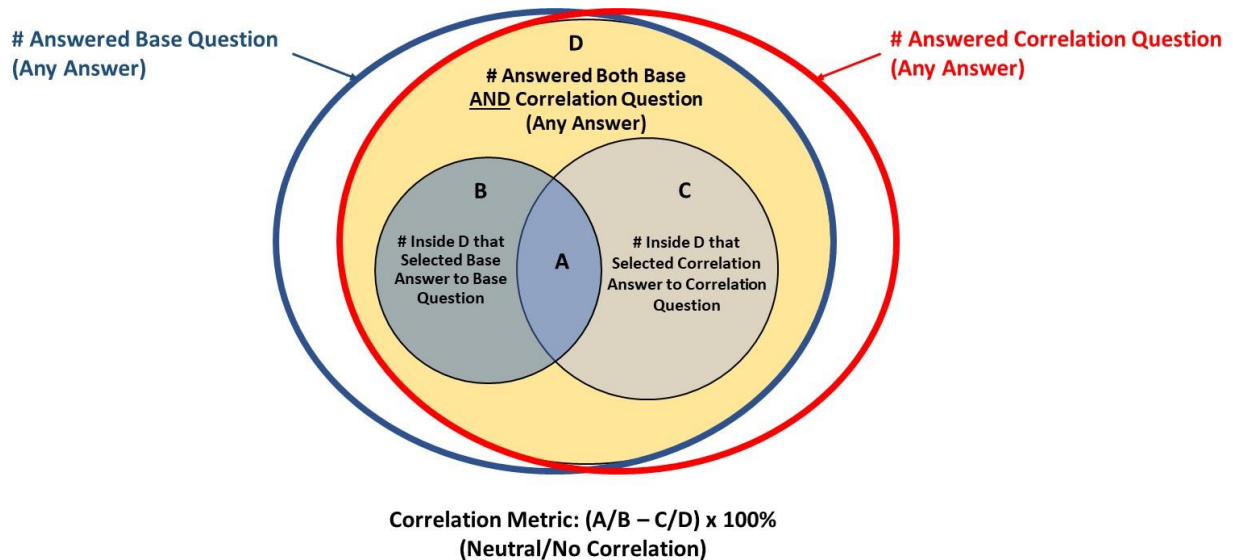 # Answered Base Question
(Any Answer)
# Answered Correlation Question
(Any Answer)
D
# Answered Both Base
AND Correlation Question
(Any Answer)
B
# Inside D that
Selected Base
Answer to Base
Question
A
C
# Inside D that
Selected Correlation
Answer to Correlation
Question
Correlation Metric: (A/B – C/D) x 100%
(Neutral/No Correlation)